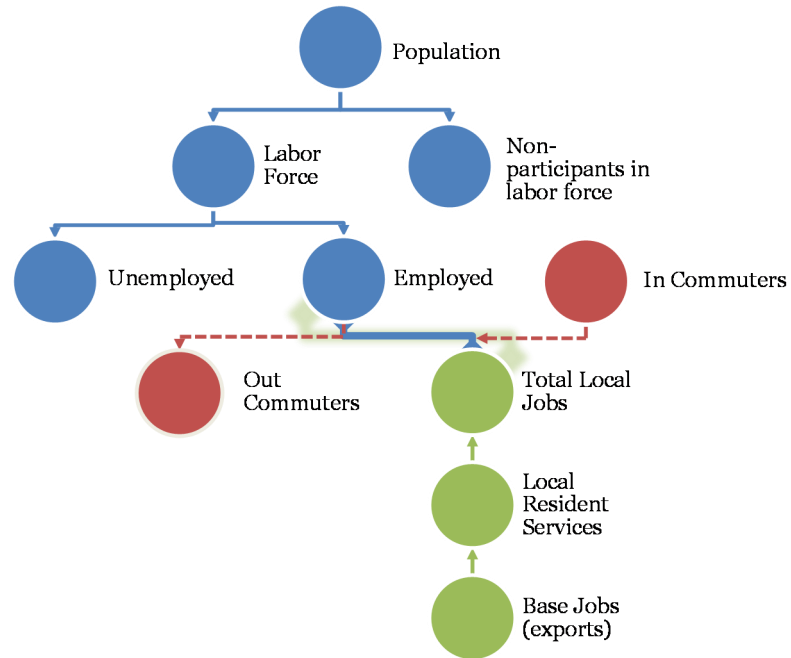 Population
Labor
Force
Non-
participants in
labor force
Unemployed
Employed
In Commuters
Out
Commuters
Total Local
Jobs
Local
Resident
Services
Base Jobs
(exports)